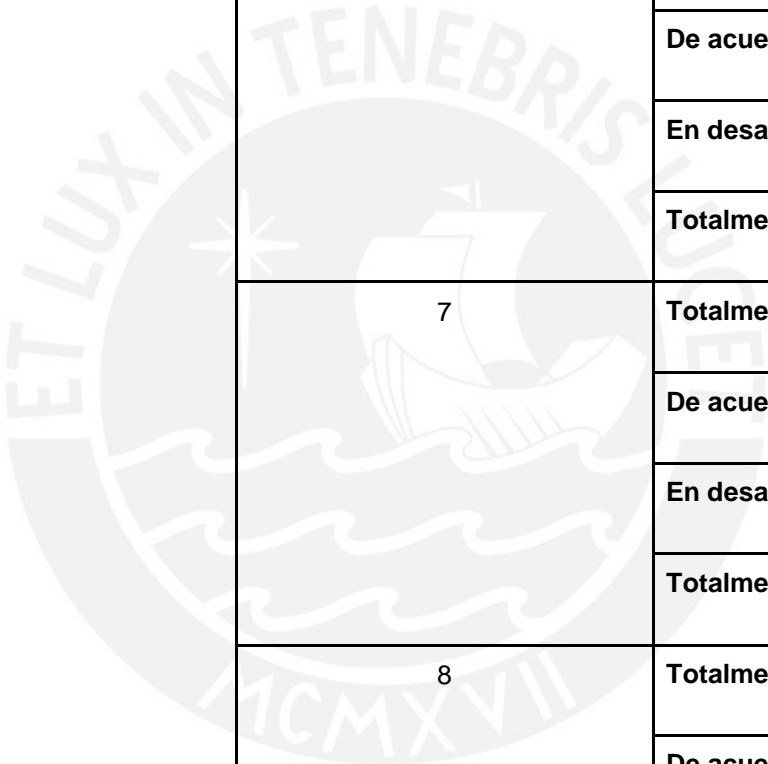 ET LUX IN TENEBRIS LUCET
MCMXVII
De acue
En desa
Totalme
7 Totalme
De acue
En desa
Totalme
8 Totalme
De acue